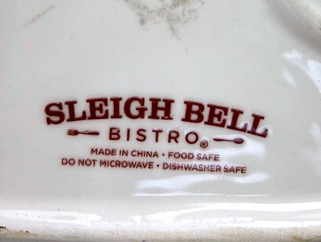 SLEIGH BELL
BISTRO®
MADE IN CHINA • FOOD SAFE
DO NOT MICROWAVE • DISHWASHER SAFE